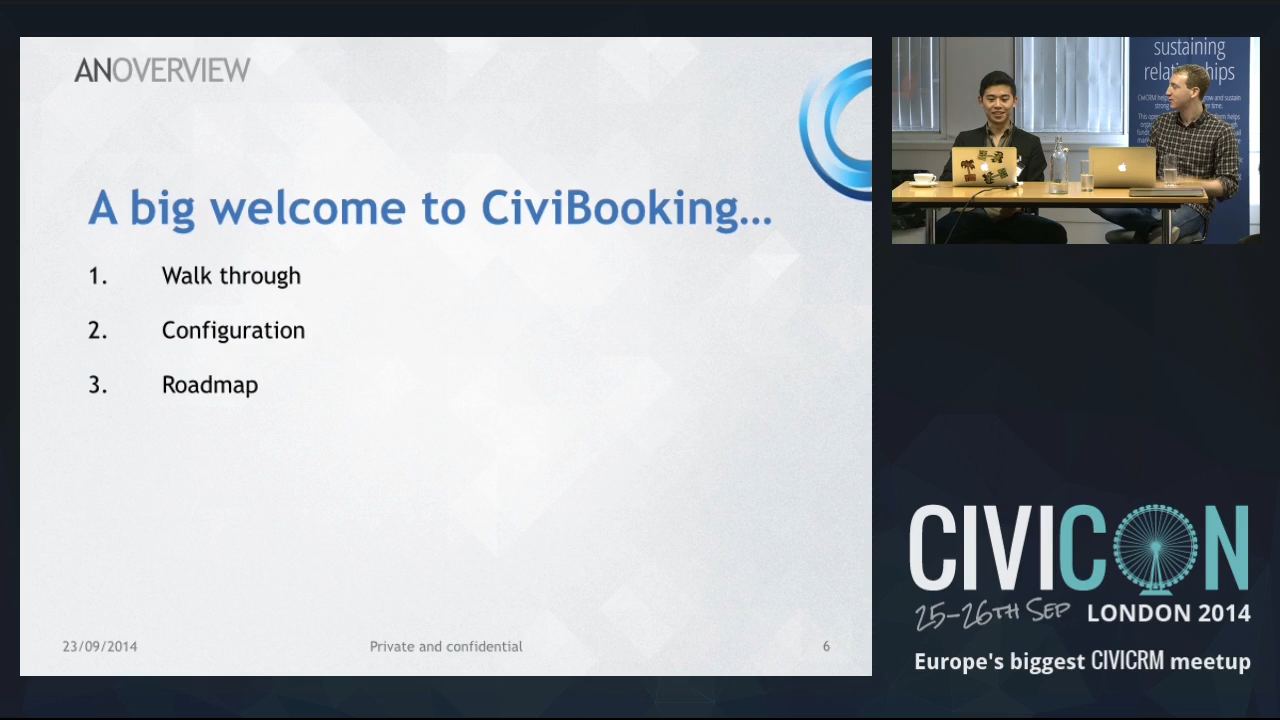 ANOVERVIEW
A big welcome to CiviBooking...
1. Walk through
2. Configuration
3. Roadmap
23/09/2014 Private and confidential 6
sustaining
relationships
CIVICON
25-26TH SEP LONDON 2014
Europe's biggest CIVICRM meetup